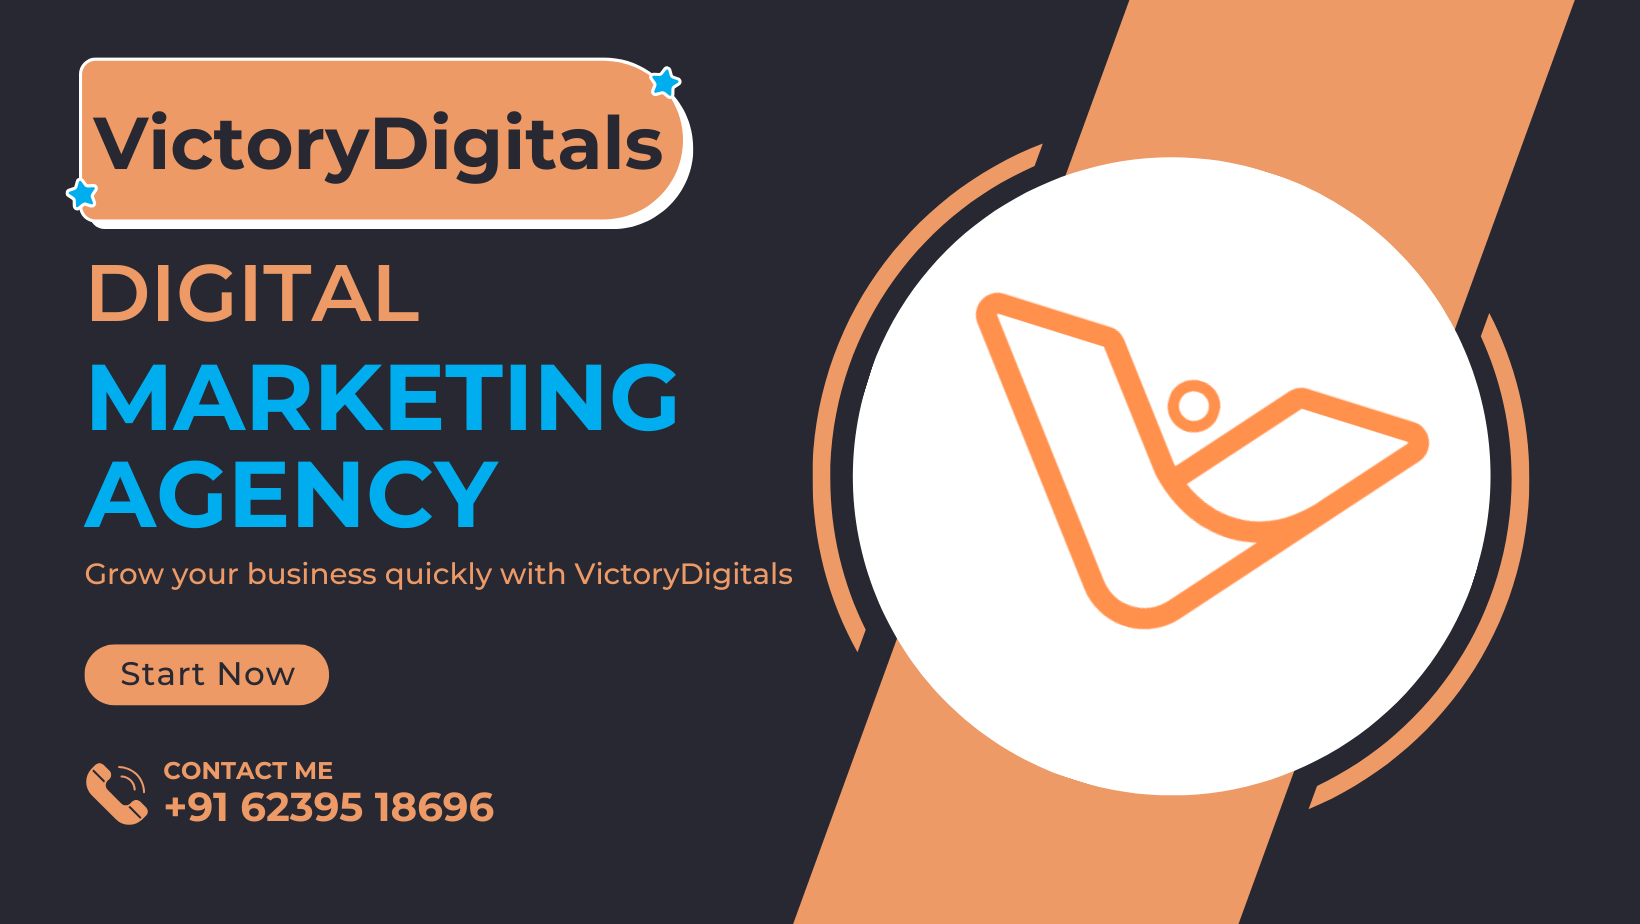 VictoryDigitals
DIGITAL
MARKETING
AGENCY
Grow your business quickly with VictoryDigitals
Start Now
CONTACT ME
+91 62395 18696